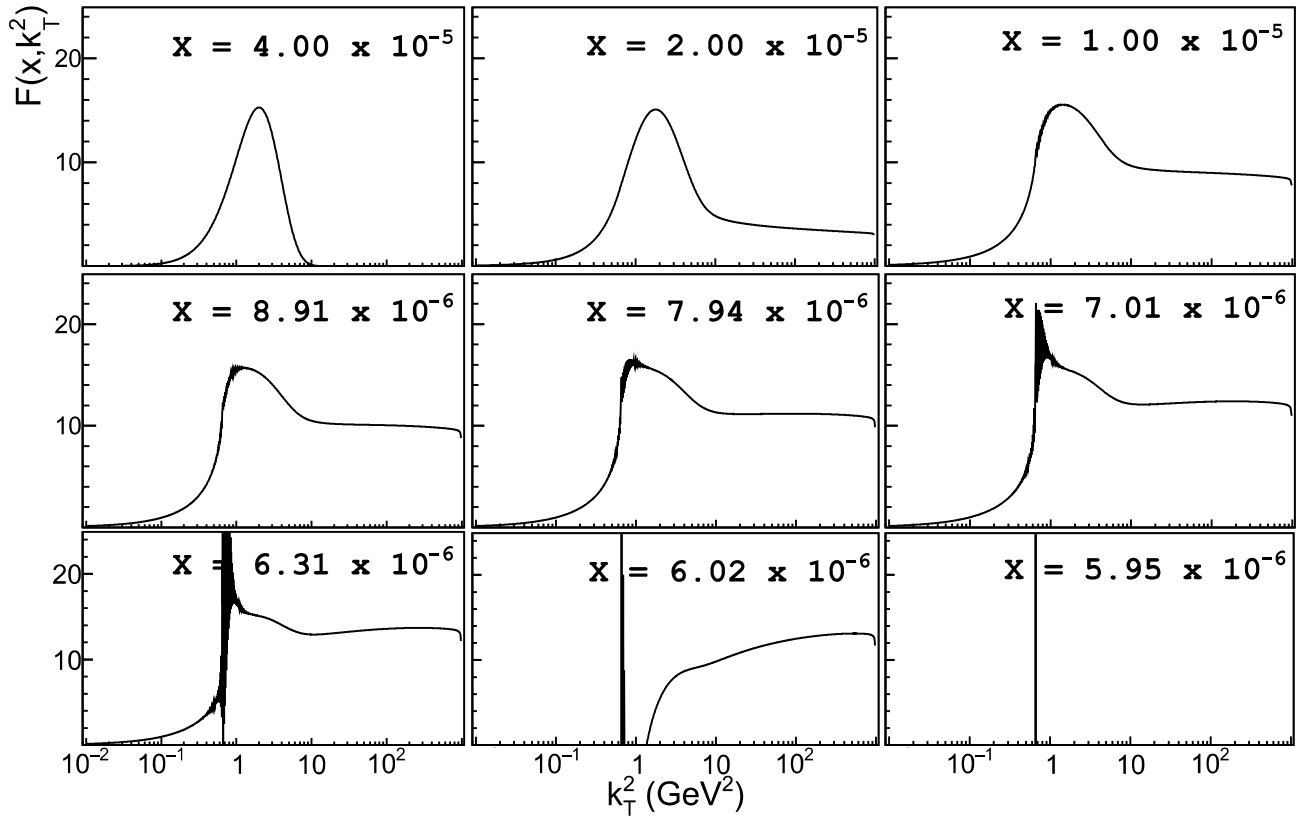 F(x,k_T^2)
X = 4.00 x 10^-5
X = 2.00 x 10^-5
X = 1.00 x 10^-5
20
10
X = 8.91 x 10^-6
X = 7.94 x 10^-6
X = 7.01 x 10^-6
20
10
X = 6.31 x 10^-6
X = 6.02 x 10^-6
X = 5.95 x 10^-6
20
10
10^-2 10^-1 1 10 10^2
10^-1 1 10 10^2
10^-1 1 10 10^2
k_T^2 (GeV^2)